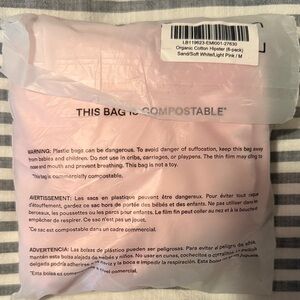 LB119623-EMI001-27630
Organic Cotton Hipster (6-pack)
Sand/Soft White/Light Pink / M
THIS BAG IS COMPOSTABLE*
WARNING: Plastic bags can be dangerous. To avoid danger of suffocation, keep this bag away
from babies and children. Do not use in cribs, carriages, or playpens. The thin film may cling to
nose and mouth and prevent breathing. This bag is not a toy.
*This bag is commercially compostable.
AVERTISSEMENT: Les sacs en plastique peuvent être dangereux. Pour éviter tout risque
d'étouffement, gardez ce sac hors de portée des bébés et des enfants. Ne pas utiliser dans les
berceaux, les poussettes ou les parcs pour enfants. Le film fin peut coller au nez et à la bouche et
empêcher de respirer. Ce sac n'est pas un jouet.
*Ce sac est compostable dans un cadre commercial.
ADVERTENCIA: Las bolsas de plástico pueden ser peligrosas. Para evitar el peligro de asfixia,
mantén esta bolsa alejada de bebés y niños. No usar en cunas, cochecitos o corralitos.
delgada podría adherirse a la nariz y la boca e impedir la respiración. Esta bolsa no es un juguete.
*Esta bolsa es compostable a nivel comercial.